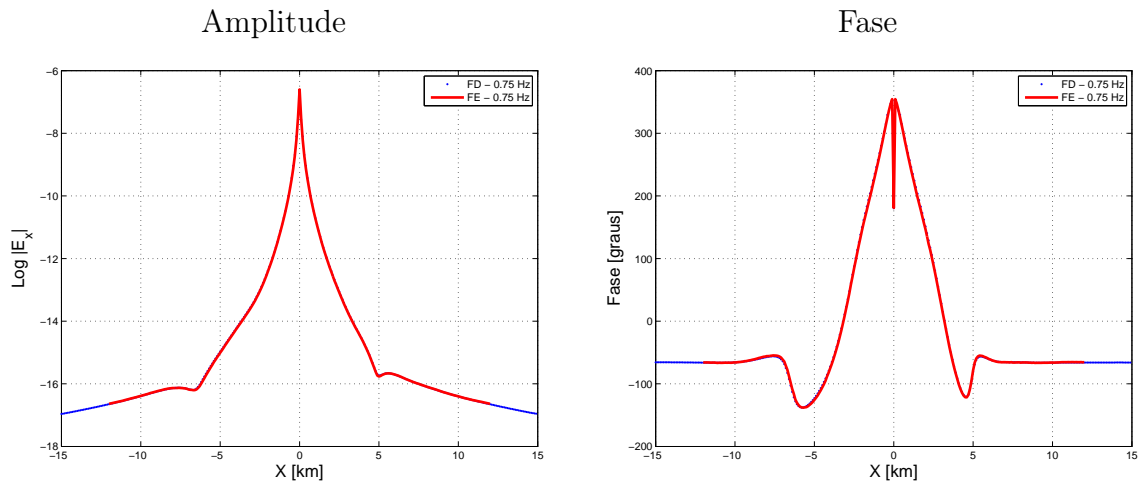 Amplitude
Fase
−6
−8
−10
−12
−14
−16
−18
Log |E_x|
−15
−10
−5
0
5
10
15
X [km]
FD − 0.75 Hz
FE − 0.75 Hz
400
300
200
100
0
−100
−200
Fase [graus]
−15
−10
−5
0
5
10
15
X [km]
FD − 0.75 Hz
FE − 0.75 Hz